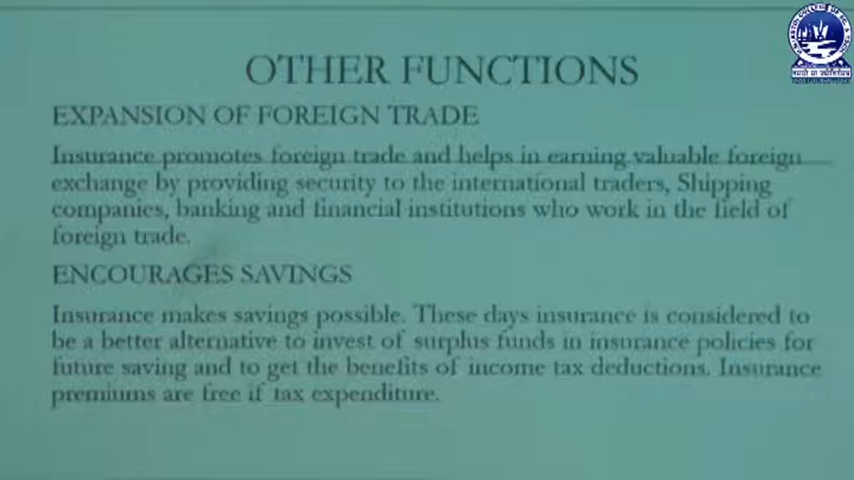 OTHER FUNCTIONS
EXPANSION OF FOREIGN TRADE
Insurance promotes foreign trade and helps in earning valuable foreign
exchange by providing security to the international traders, Shipping
companies, banking and financial institutions who work in the field of
foreign trade.
ENCOURAGES SAVINGS
Insurance makes savings possible. These days insurance is considered to
be a better alternative to invest of surplus funds in insurance policies for
future saving and to get the benefits of income tax deductions. Insurance
premiums are free if tax expenditure.